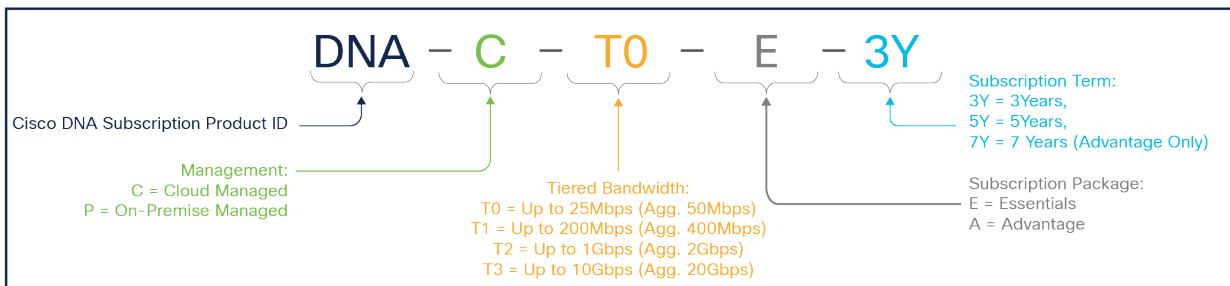 DNA – C – T0 – E – 3Y
Cisco DNA Subscription Product ID
Management:
C = Cloud Managed
P = On-Premise Managed
Tiered Bandwidth:
T0 = Up to 25Mbps (Agg. 50Mbps)
T1 = Up to 200Mbps (Agg. 400Mbps)
T2 = Up to 1Gbps (Agg. 2Gbps)
T3 = Up to 10Gbps (Agg. 20Gbps)
Subscription Term:
3Y = 3Years,
5Y = 5Years,
7Y = 7 Years (Advantage Only)
Subscription Package:
E = Essentials
A = Advantage